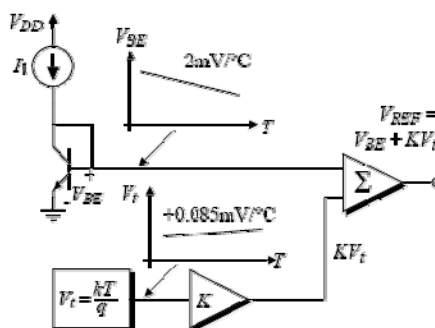 V_DD
I_1
V_BE
2mV/°C
T
V_REF =
V_BE + KV_t
+
-
V_BE
Σ
V_t
+0.085mV/°C
T
KV_t
V_t = kT/q
K